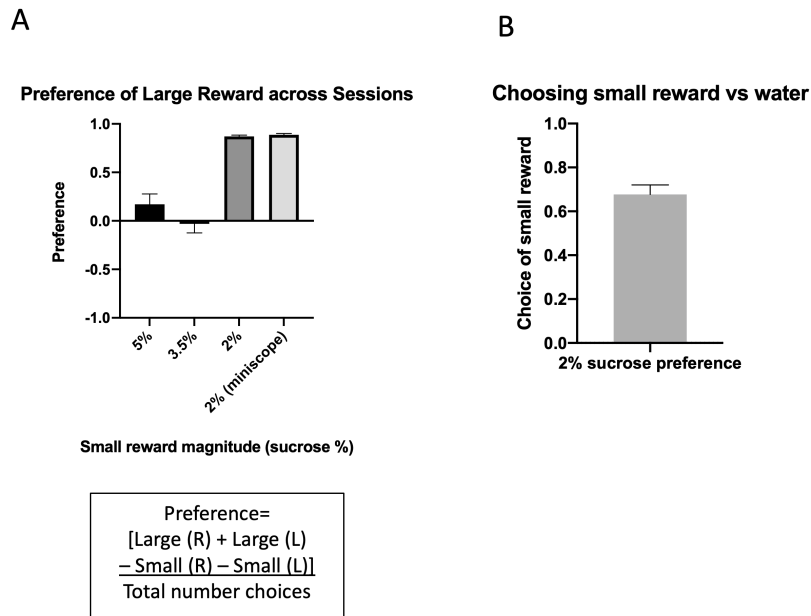 A
B
Preference of Large Reward across Sessions
Preference
1.0
0.5
0.0
-0.5
-1.0
5%
3.5%
2%
2% (miniscope)
Small reward magnitude (sucrose %)
Preference=
[Large (R) + Large (L)
– Small (R) – Small (L)]
Total number choices
Choosing small reward vs water
Choice of small reward
1.0
0.8
0.6
0.4
0.2
0.0
2% sucrose preference